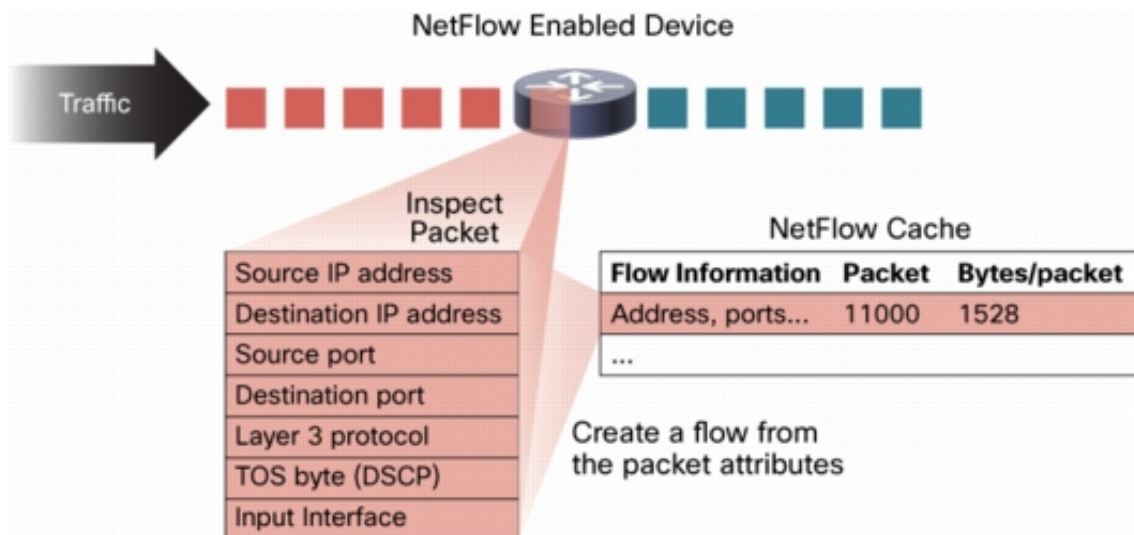 NetFlow Enabled Device
Traffic
Inspect
Packet
Source IP address
Destination IP address
Source port
Destination port
Layer 3 protocol
TOS byte (DSCP)
Input Interface
NetFlow Cache
Flow Information Packet Bytes/packet
Address, ports... 11000 1528
...
Create a flow from
the packet attributes